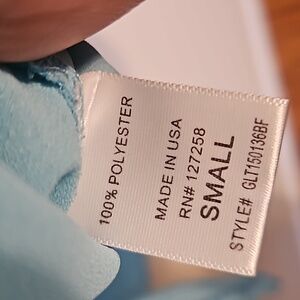 100% POLYESTER
MADE IN USA
RN# 127258
SMALL
STYLE# GLT150136BF